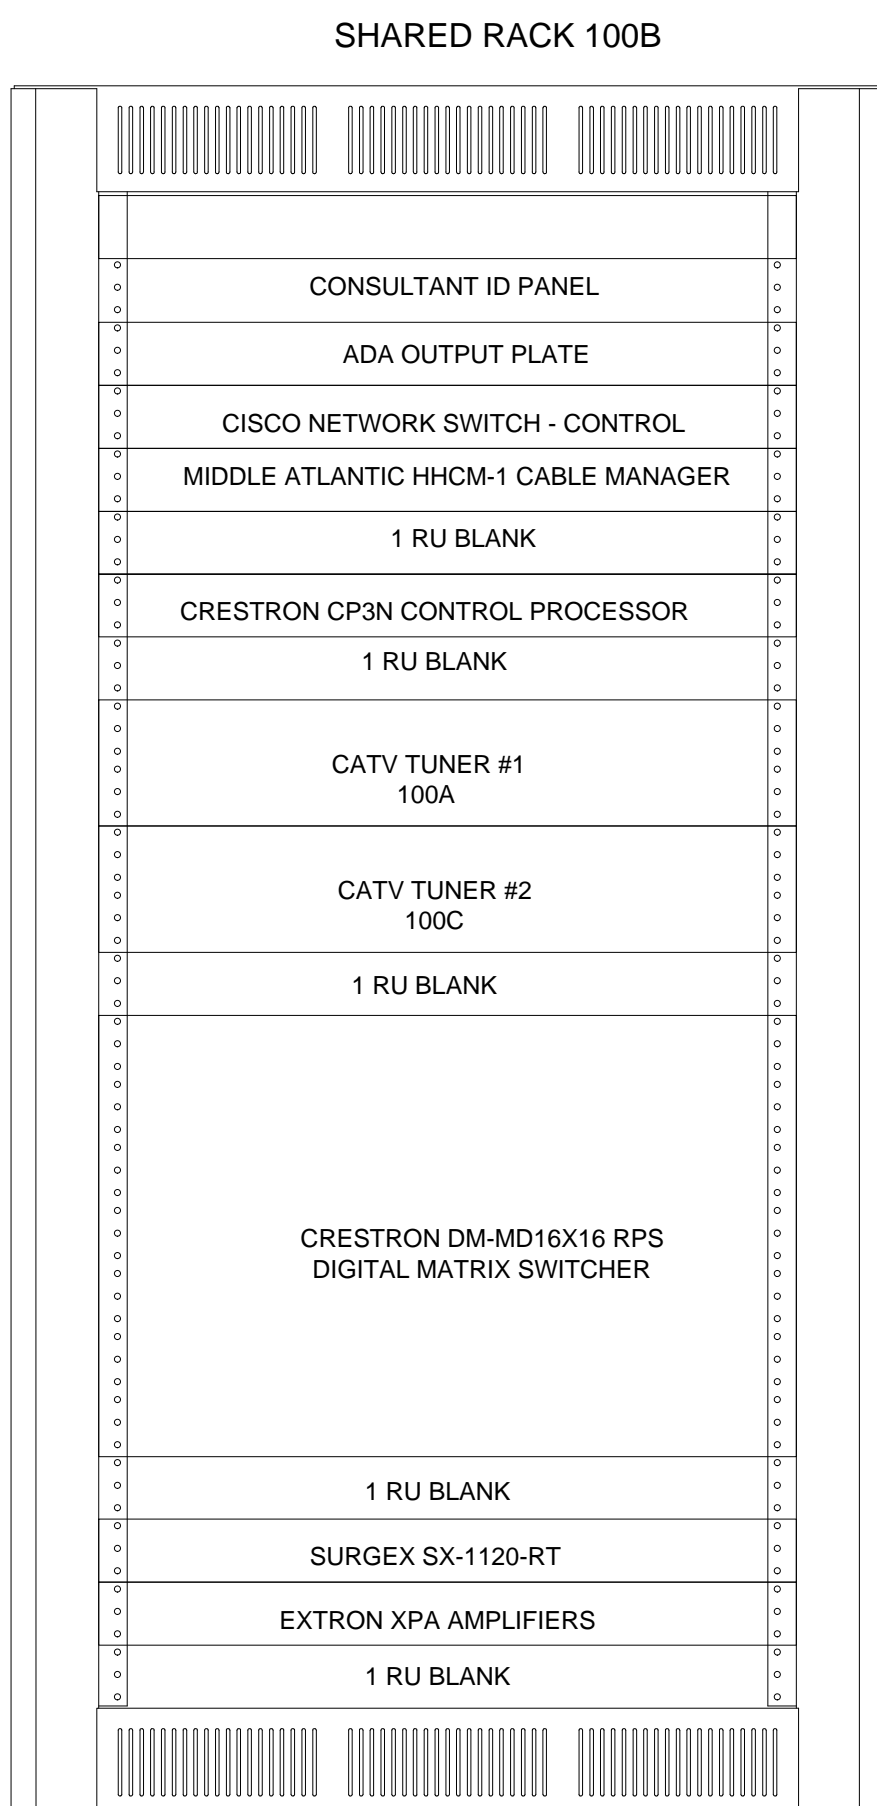 SHARED RACK 100B
CONSULTANT ID PANEL
ADA OUTPUT PLATE
CISCO NETWORK SWITCH - CONTROL
MIDDLE ATLANTIC HHCM-1 CABLE MANAGER
1 RU BLANK
CRESTRON CP3N CONTROL PROCESSOR
1 RU BLANK
CATV TUNER #1
100A
CATV TUNER #2
100C
1 RU BLANK
CRESTRON DM-MD16X16 RPS
DIGITAL MATRIX SWITCHER
1 RU BLANK
SURGEX SX-1120-RT
EXTRON XPA AMPLIFIERS
1 RU BLANK